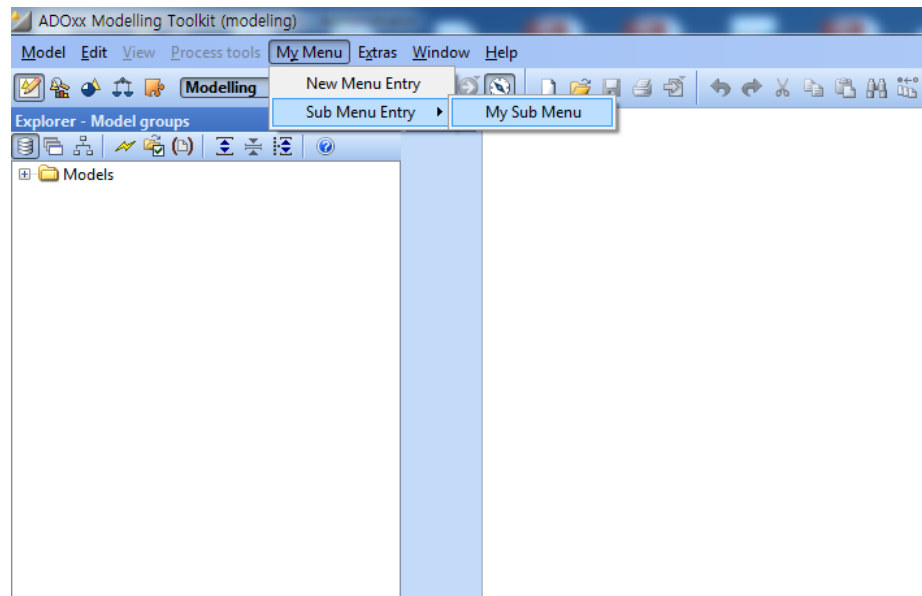 ADOxx Modelling Toolkit (modeling)
Model Edit View Process tools My Menu Extras Window Help
Modelling
New Menu Entry
Sub Menu Entry
My Sub Menu
Explorer - Model groups
Models